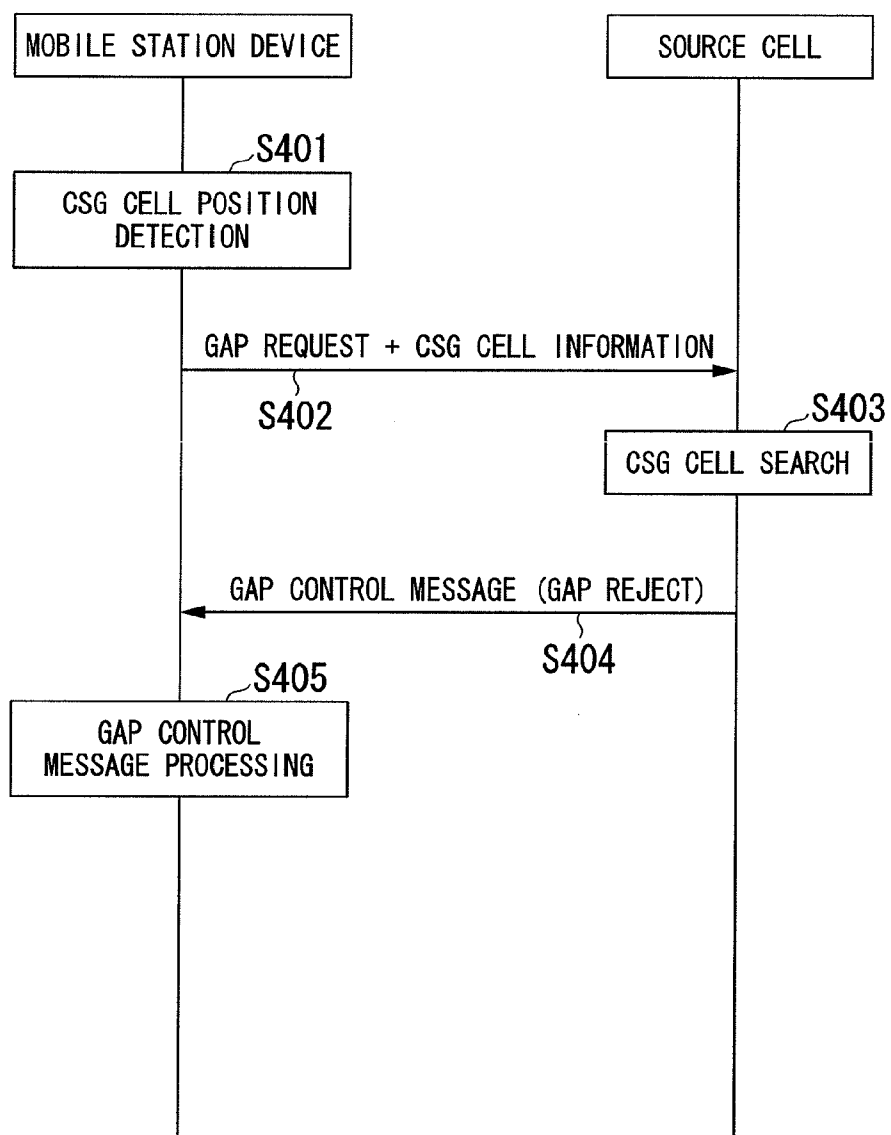 MOBILE STATION DEVICE
SOURCE CELL
S401
CSG CELL POSITION
DETECTION
GAP REQUEST + CSG CELL INFORMATION
S402
S403
CSG CELL SEARCH
GAP CONTROL MESSAGE (GAP REJECT)
S404
S405
GAP CONTROL
MESSAGE PROCESSING